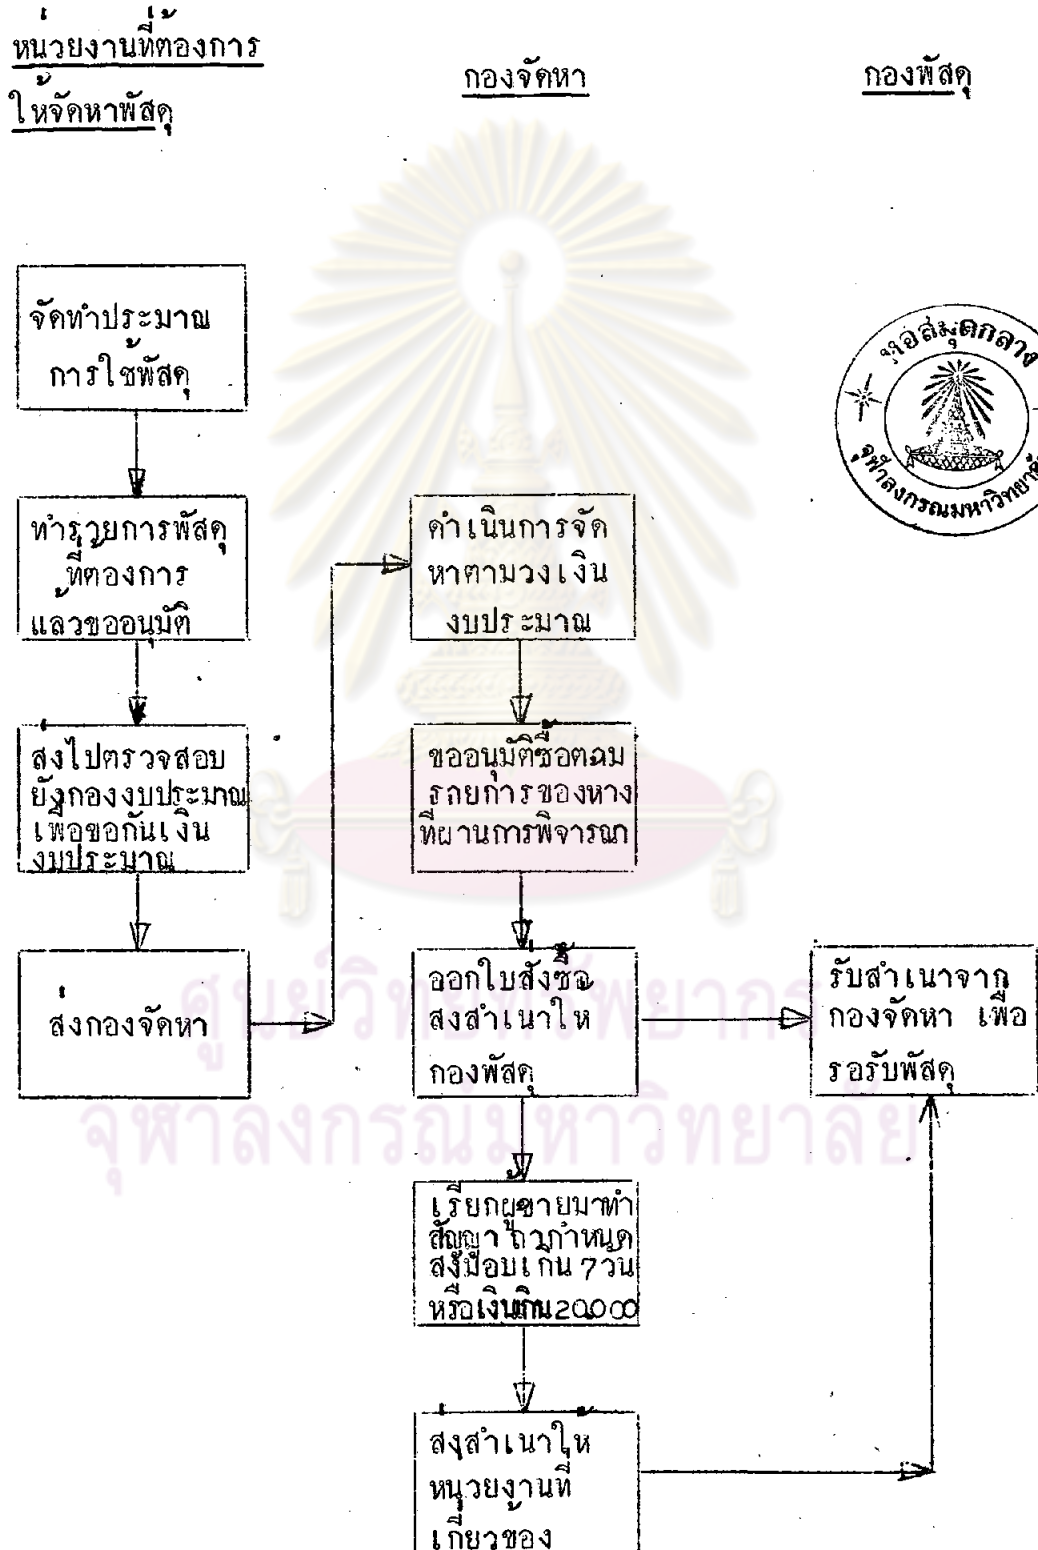 หน่วยงานที่ต้องการ
ให้จัดหาพัสดุ
กองจัดหา
กองพัสดุ
จัดทำประมาณ
การใช้พัสดุ
หอสมุดกลาง
จุฬาลงกรณมหาวิทยาลัย
ทำรายการพัสดุ
ที่ต้องการ
แล้วขออนุมัติ
ดำเนินการจัด
หาตามวงเงิน
งบประมาณ
ส่งไปตรวจสอบ
ยังกองงบประมาณ
เพื่อขอกันเงิน
งบประมาณ
ขออนุมัติซื้อตาม
รายการของหาง
ที่ผานการพิจารณา
ส่งกองจัดหา
ออกใบสั่งซื้อ
สงสำเนาให้
กองพัสดุ
รับสำเนาจาก
กองจัดหา เพื่อ
รอรับพัสดุ
ศูนย์วิทยทรัพยากร
จุฬาลงกรณ์มหาวิทยาลัย
เรียกผู้ขายมาทำ
สัญญา ถากำหนด
สงมอบเกิน 7 วัน
หรือเงินเกิน 20,000
ส่งสำเนาให้
หนวยงานที่
เกี่ยวข้อง